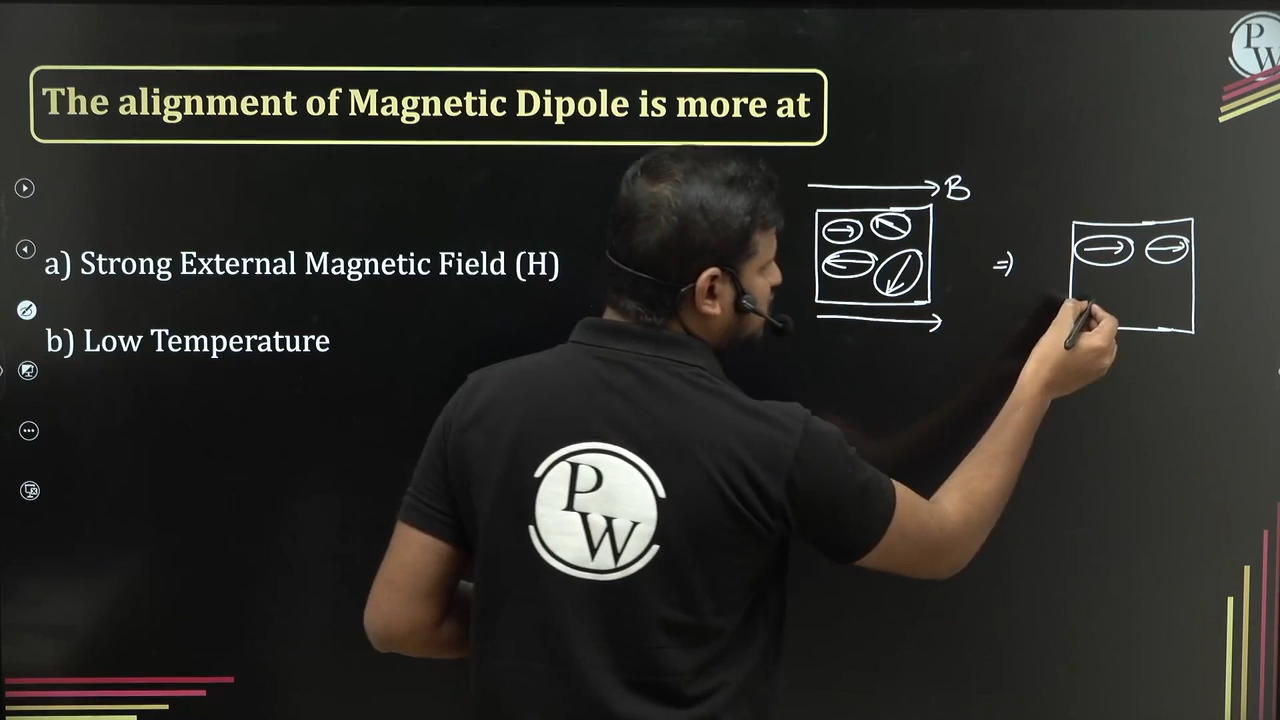 PW
The alignment of Magnetic Dipole is more at
B
a) Strong External Magnetic Field (H)
⇒
b) Low Temperature
PW